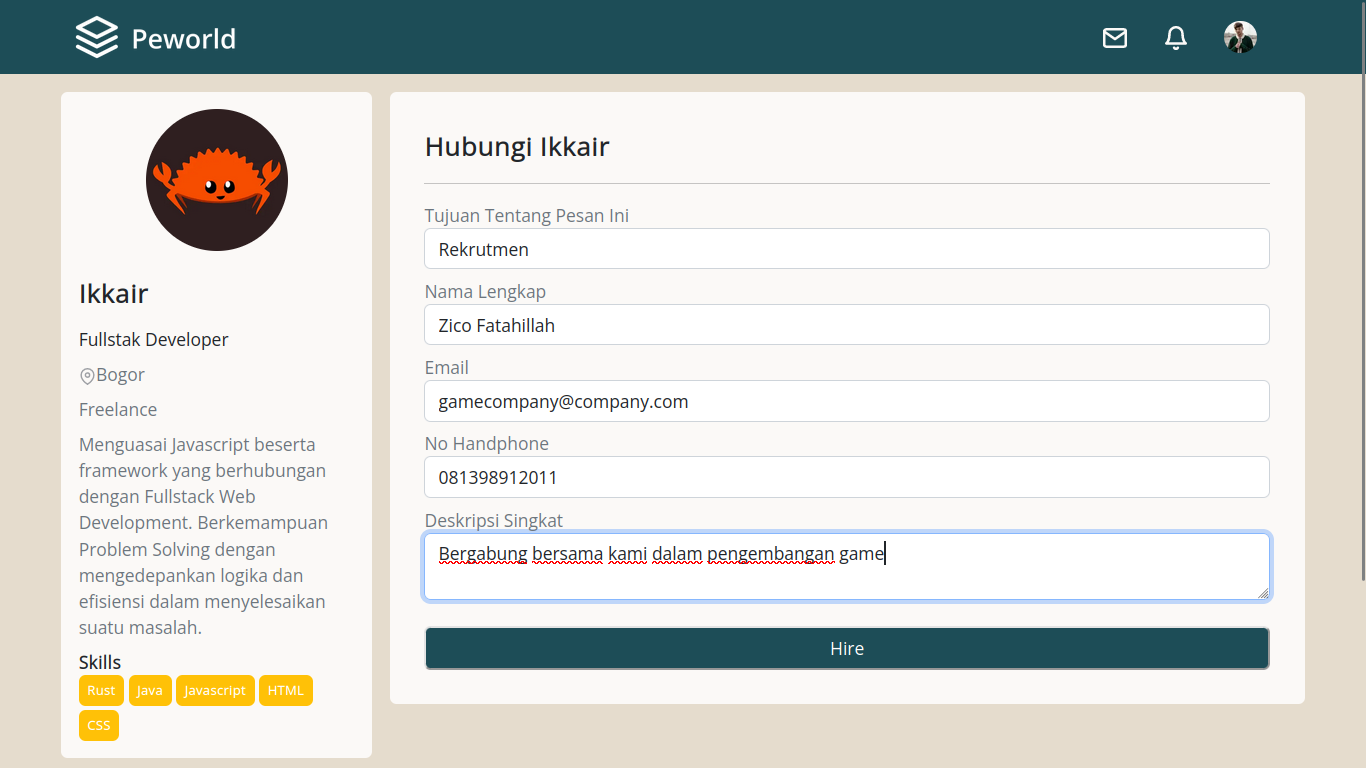 Peworld
Ikkair
Fullstak Developer
Bogor
Freelance
Menguasai Javascript beserta
framework yang berhubungan
dengan Fullstack Web
Development. Berkemampuan
Problem Solving dengan
mengedepankan logika dan
efisiensi dalam menyelesaikan
suatu masalah.
Skills
Rust Java Javascript HTML
CSS
Hubungi Ikkair
Tujuan Tentang Pesan Ini
Rekrutmen
Nama Lengkap
Zico Fatahillah
Email
gamecompany@company.com
No Handphone
081398912011
Deskripsi Singkat
Bergabung bersama kami dalam pengembangan game
Hire